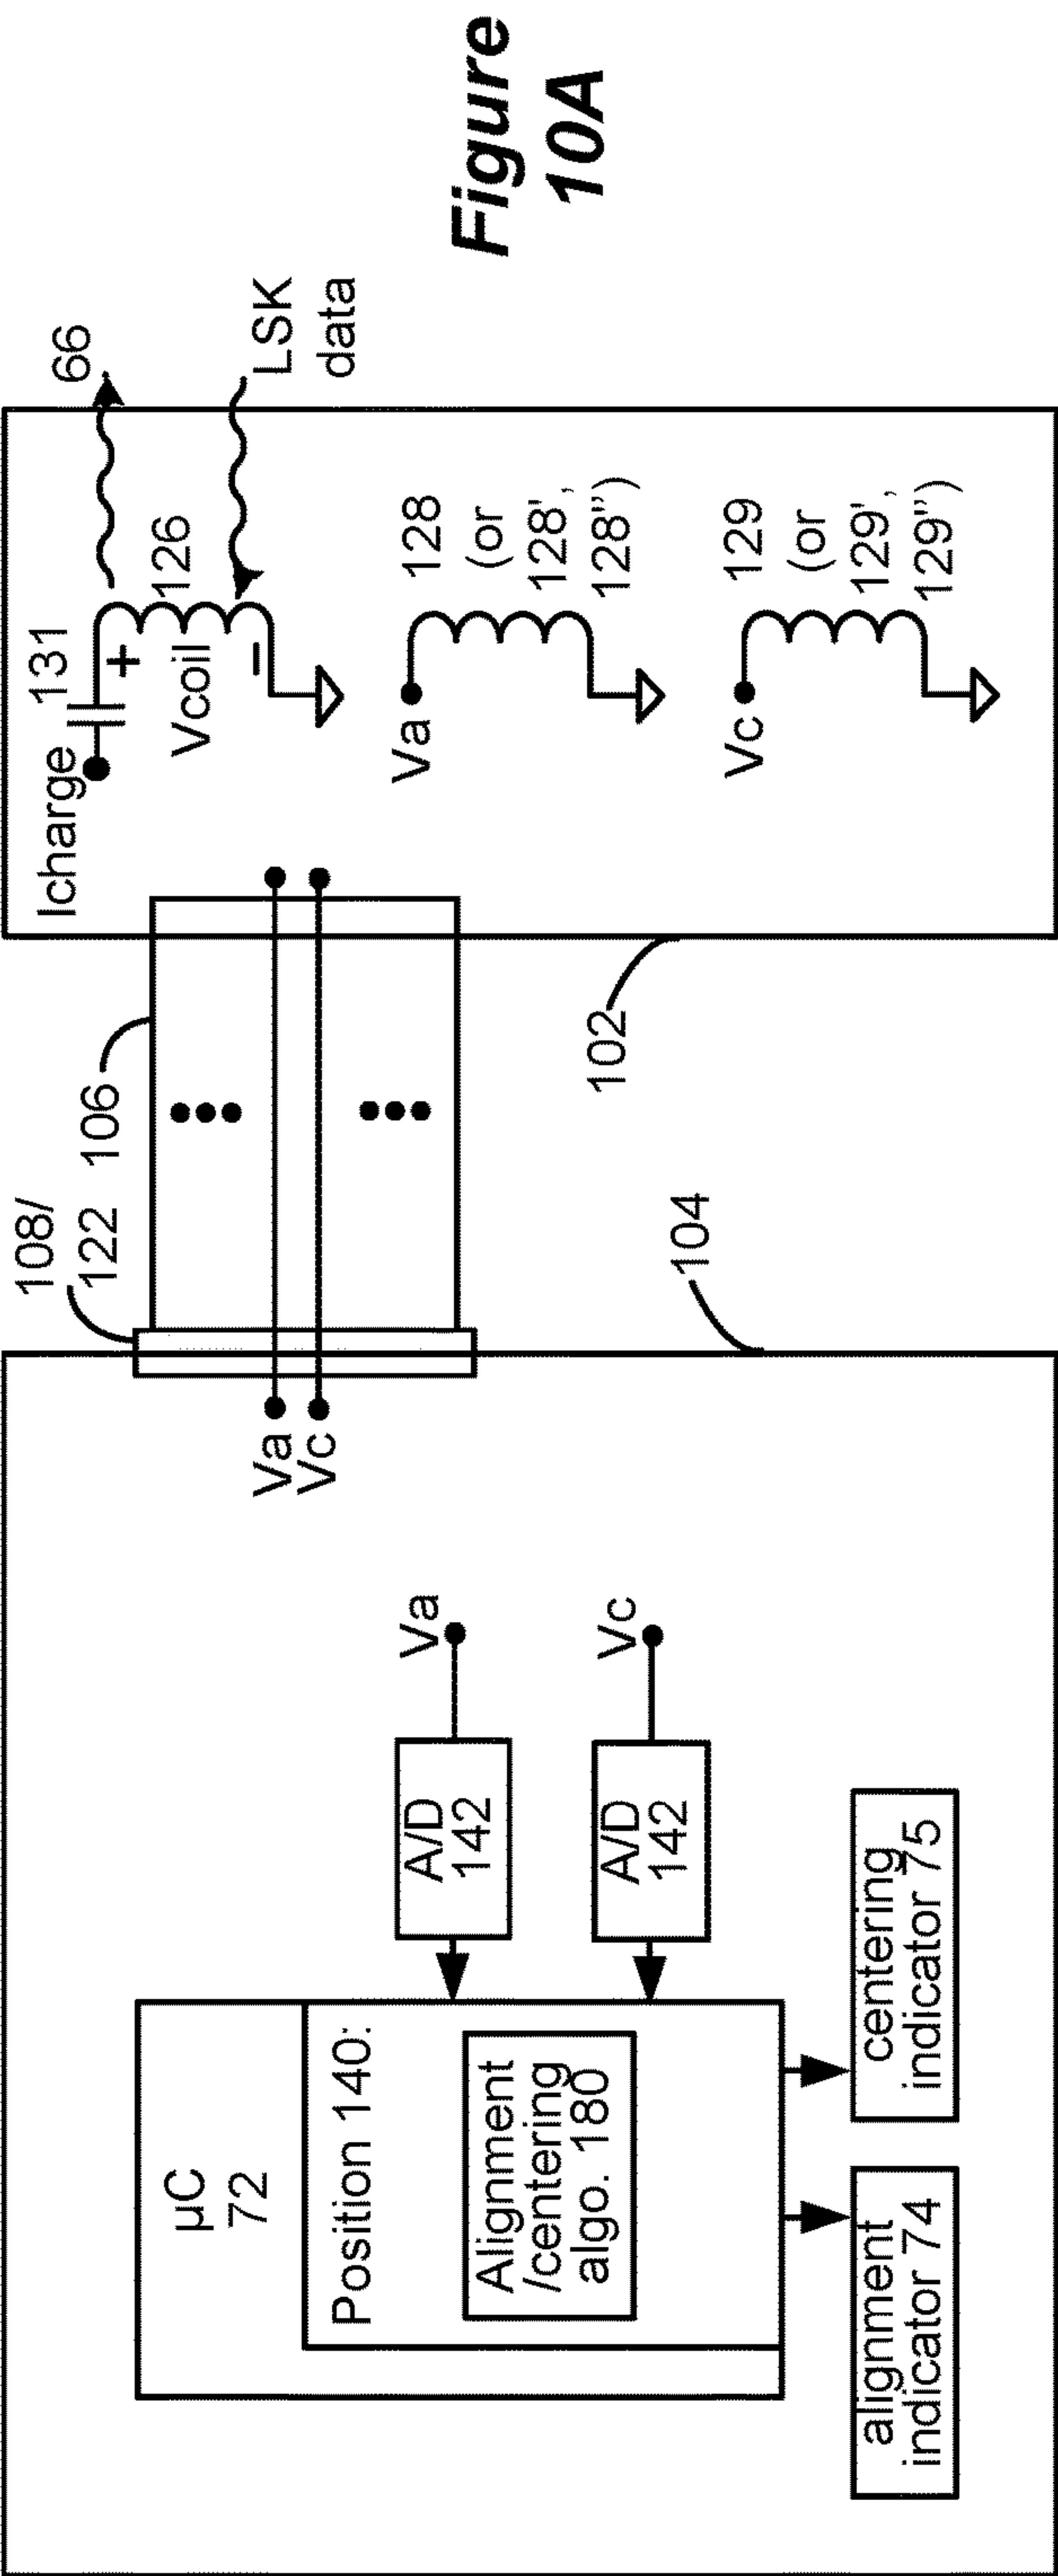 µC
72
Position 140:
Alignment
/centering
algo. 180
A/D
142
Va
A/D
142
Vc
alignment
indicator 74
centering
indicator 75
Va
Vc
108/
122
106
104
102
Icharge
131
+
Vcoil
–
126
66
LSK
data
Va
128
(or
128',
128")
Vc
129
(or
129',
129")
Figure
10A